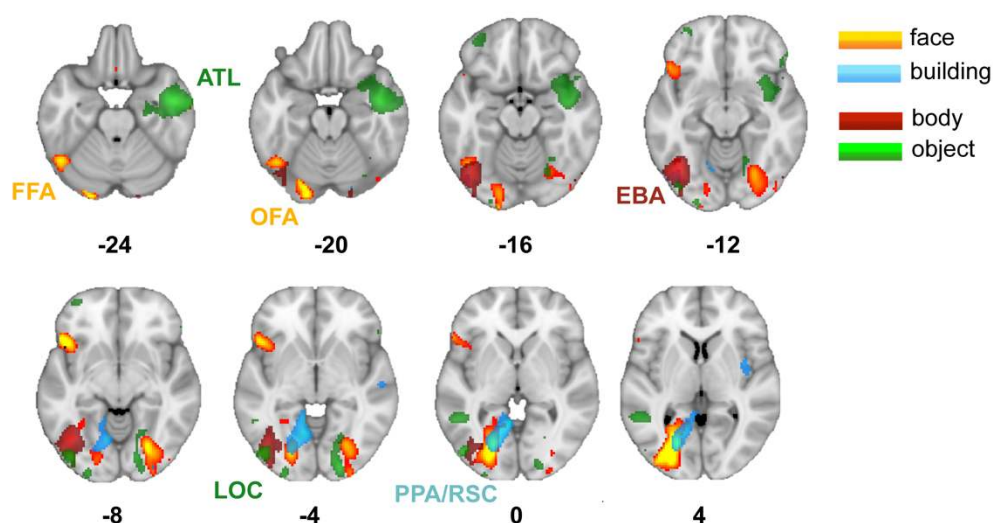 face
building
body
object
ATL
FFA
OFA
EBA
-24
-20
-16
-12
LOC
PPA/RSC
-8
-4
0
4